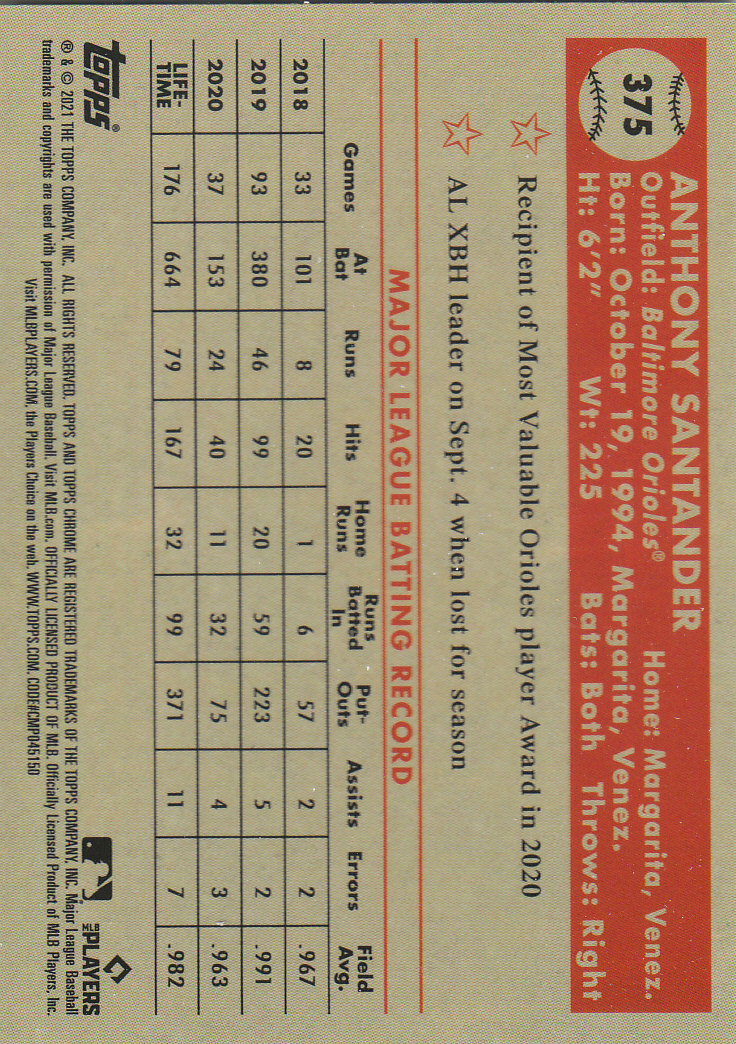 375
ANTHONY SANTANDER
Outfield: Baltimore Orioles® Home: Margarita, Venez.
Born: October 19, 1994, Margarita, Venez.
Ht: 6'2" Wt: 225 Bats: Both Throws: Right
Recipient of Most Valuable Orioles player Award in 2020
AL XBH leader on Sept. 4 when lost for season
MAJOR LEAGUE BATTING RECORD
Games At Bat Runs Hits Home Runs Runs Batted In Put-Outs Assists Errors Field Avg.
2018 33 101 8 20 1 6 57 2 2 .967
2019 93 380 46 99 20 59 223 5 2 .991
2020 37 153 24 40 11 32 75 4 3 .963
LIFE-TIME 176 664 79 167 32 99 371 11 7 .982
topps®
MLB PLAYERS
® & © 2021 THE TOPPS COMPANY, INC. ALL RIGHTS RESERVED. TOPPS AND TOPPS CHROME ARE REGISTERED TRADEMARKS OF THE TOPPS COMPANY, INC. Major League Baseball
trademarks and copyrights are used with permission of Major League Baseball. Visit MLB.com. OFFICIALLY LICENSED PRODUCT OF MLB. Officially Licensed Product of MLB Players, Inc.
Visit MLBPLAYERS.COM, the Players Choice on the web. WWW.TOPPS.COM. CODE#CMP045150